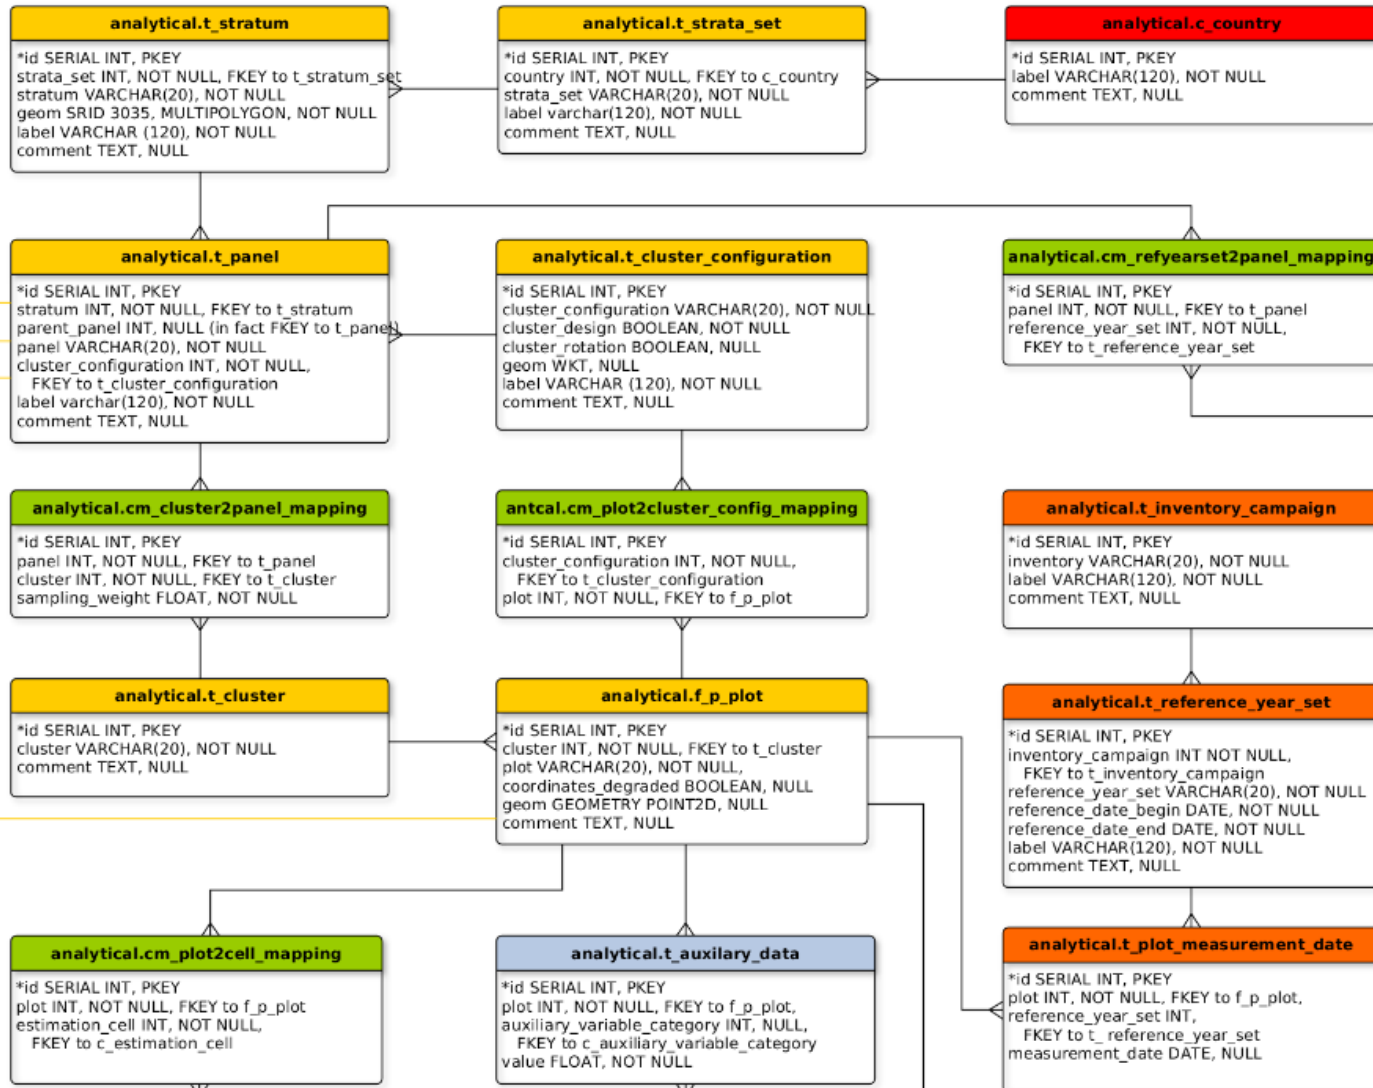 analytical.t_stratum
*id SERIAL INT, PKEY
strata_set INT, NOT NULL, FKEY to t_stratum_set
stratum VARCHAR(20), NOT NULL
geom SRID 3035, MULTIPOLYGON, NOT NULL
label VARCHAR (120), NOT NULL
comment TEXT, NULL
analytical.t_strata_set
*id SERIAL INT, PKEY
country INT, NOT NULL, FKEY to c_country
strata_set VARCHAR(20), NOT NULL
label varchar(120), NOT NULL
comment TEXT, NULL
analytical.c_country
*id SERIAL INT, PKEY
label VARCHAR(120), NOT NULL
comment TEXT, NULL
analytical.t_panel
*id SERIAL INT, PKEY
stratum INT, NOT NULL, FKEY to t_stratum
parent_panel INT, NULL (in fact FKEY to t_panel)
panel VARCHAR(20), NOT NULL
cluster_configuration INT, NOT NULL,
FKEY to t_cluster_configuration
label varchar(120), NOT NULL
comment TEXT, NULL
analytical.t_cluster_configuration
*id SERIAL INT, PKEY
cluster_configuration VARCHAR(20), NOT NULL
cluster_design BOOLEAN, NOT NULL
cluster_rotation BOOLEAN, NULL
geom WKT, NULL
label VARCHAR (120), NOT NULL
comment TEXT, NULL
analytical.cm_refyearset2panel_mapping
*id SERIAL INT, PKEY
panel INT, NOT NULL, FKEY to t_panel
reference_year_set INT, NOT NULL,
FKEY to t_reference_year_set
analytical.cm_cluster2panel_mapping
*id SERIAL INT, PKEY
panel INT, NOT NULL, FKEY to t_panel
cluster INT, NOT NULL, FKEY to t_cluster
sampling_weight FLOAT, NOT NULL
antcal.cm_plot2cluster_config_mapping
*id SERIAL INT, PKEY
cluster_configuration INT, NOT NULL,
FKEY to t_cluster_configuration
plot INT, NOT NULL, FKEY to f_p_plot
analytical.t_inventory_campaign
*id SERIAL INT, PKEY
inventory VARCHAR(20), NOT NULL
label VARCHAR(120), NOT NULL
comment TEXT, NULL
analytical.t_cluster
*id SERIAL INT, PKEY
cluster VARCHAR(20), NOT NULL
comment TEXT, NULL
analytical.f_p_plot
*id SERIAL INT, PKEY
cluster INT, NOT NULL, FKEY to t_cluster
plot VARCHAR(20), NOT NULL,
coordinates_degraded BOOLEAN, NULL
geom GEOMETRY POINT2D, NULL
comment TEXT, NULL
analytical.t_reference_year_set
*id SERIAL INT, PKEY
inventory_campaign INT NOT NULL,
FKEY to t_inventory_campaign
reference_year_set VARCHAR(20), NOT NULL
reference_date_begin DATE, NOT NULL
reference_date_end DATE, NOT NULL
label VARCHAR(120), NOT NULL
comment TEXT, NULL
analytical.cm_plot2cell_mapping
*id SERIAL INT, PKEY
plot INT, NOT NULL, FKEY to f_p_plot
estimation_cell INT, NOT NULL,
FKEY to c_estimation_cell
analytical.t_auxilary_data
*id SERIAL INT, PKEY
plot INT, NOT NULL, FKEY to f_p_plot,
auxiliary_variable_category INT, NULL,
FKEY to c_auxiliary_variable_category
value FLOAT, NOT NULL
analytical.t_plot_measurement_date
*id SERIAL INT, PKEY
plot INT, NOT NULL, FKEY to f_p_plot,
reference_year_set INT,
FKEY to t_ reference_year_set
measurement_date DATE, NULL